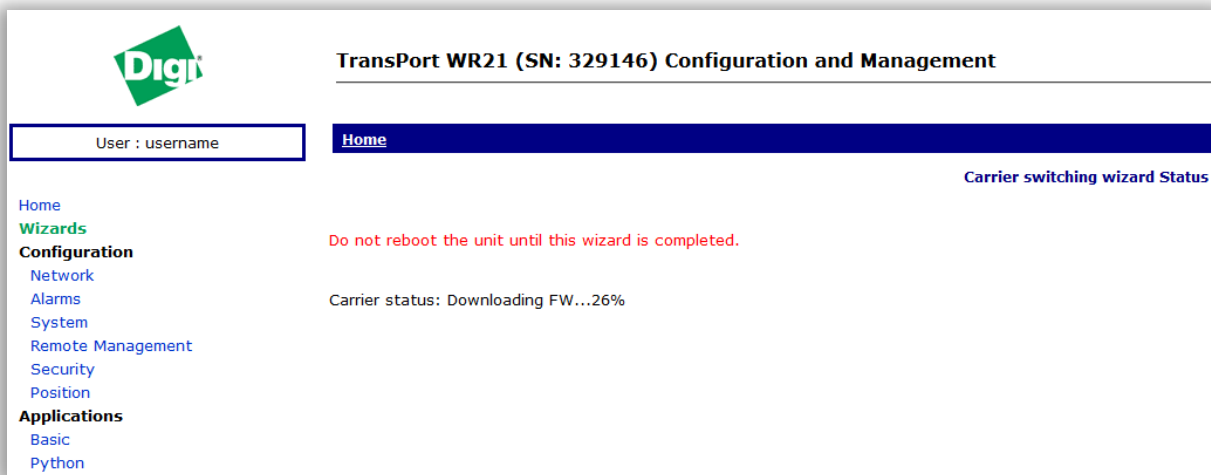 Digi
TransPort WR21 (SN: 329146) Configuration and Management
User : username
Home
Carrier switching wizard Status
Home
Wizards
Configuration
Network
Alarms
System
Remote Management
Security
Position
Applications
Basic
Python
Do not reboot the unit until this wizard is completed.
Carrier status: Downloading FW...26%